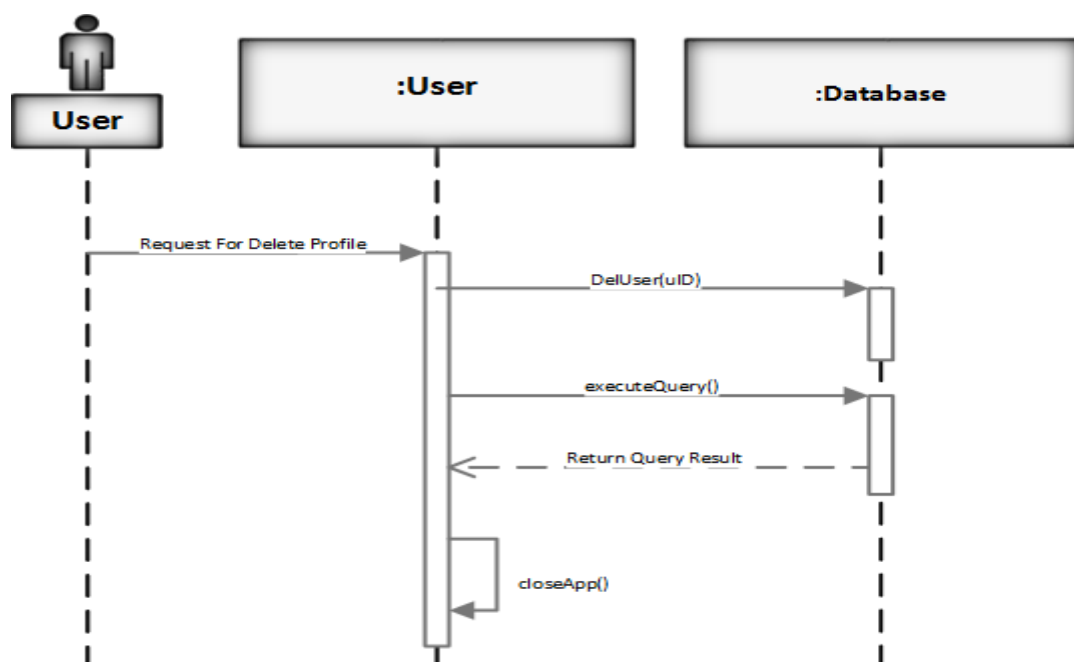 User
:User
:Database
Request For Delete Profile
DelUser(uID)
executeQuery()
Return Query Result
closeApp()